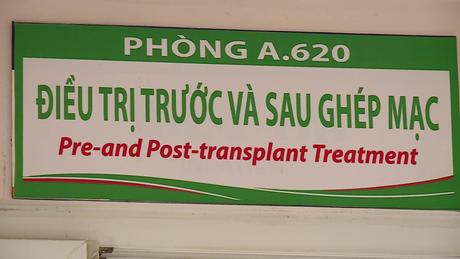 PHÒNG A.620
ĐIỀU TRỊ TRƯỚC VÀ SAU GHÉP MẠC
Pre-and Post-transplant Treatment